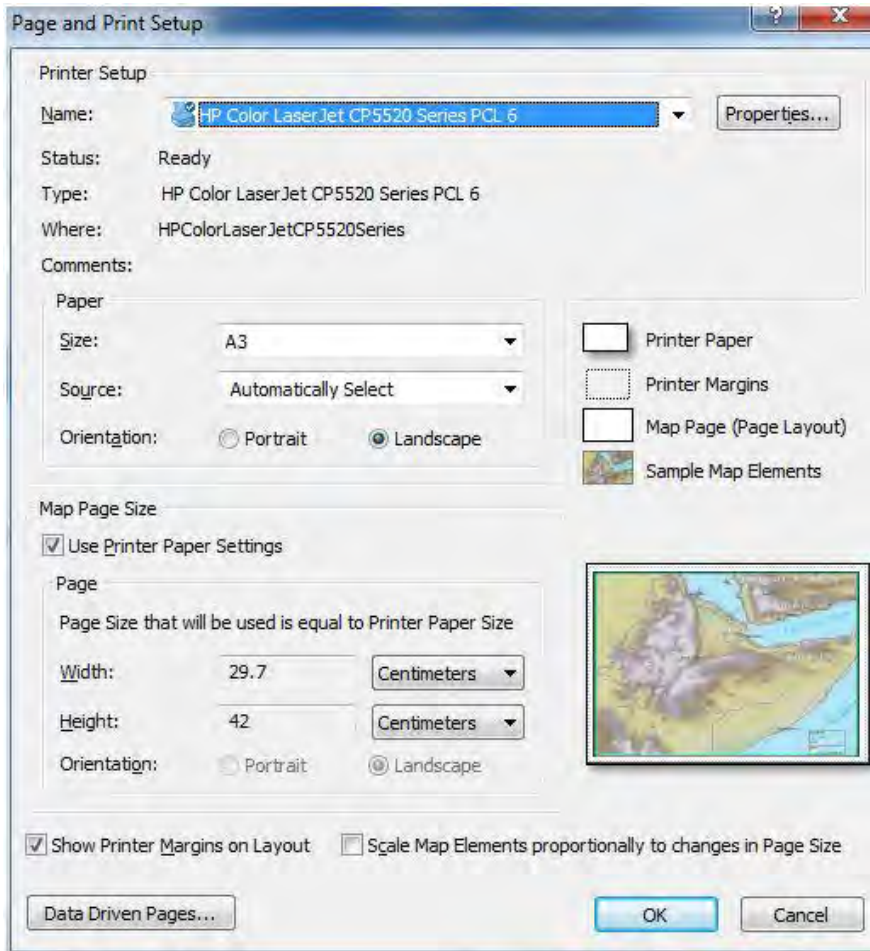 Page and Print Setup
Printer Setup
Name: HP Color LaserJet CP5520 Series PCL 6 Properties...
Status: Ready
Type: HP Color LaserJet CP5520 Series PCL 6
Where: HPColorLaserJetCP5520Series
Comments:
Paper
Size: A3
Source: Automatically Select
Orientation: Portrait Landscape
Printer Paper
Printer Margins
Map Page (Page Layout)
Sample Map Elements
Map Page Size
Use Printer Paper Settings
Page
Page Size that will be used is equal to Printer Paper Size
Width: 29.7 Centimeters
Height: 42 Centimeters
Orientation: Portrait Landscape
Show Printer Margins on Layout Scale Map Elements proportionally to changes in Page Size
Data Driven Pages... OK Cancel